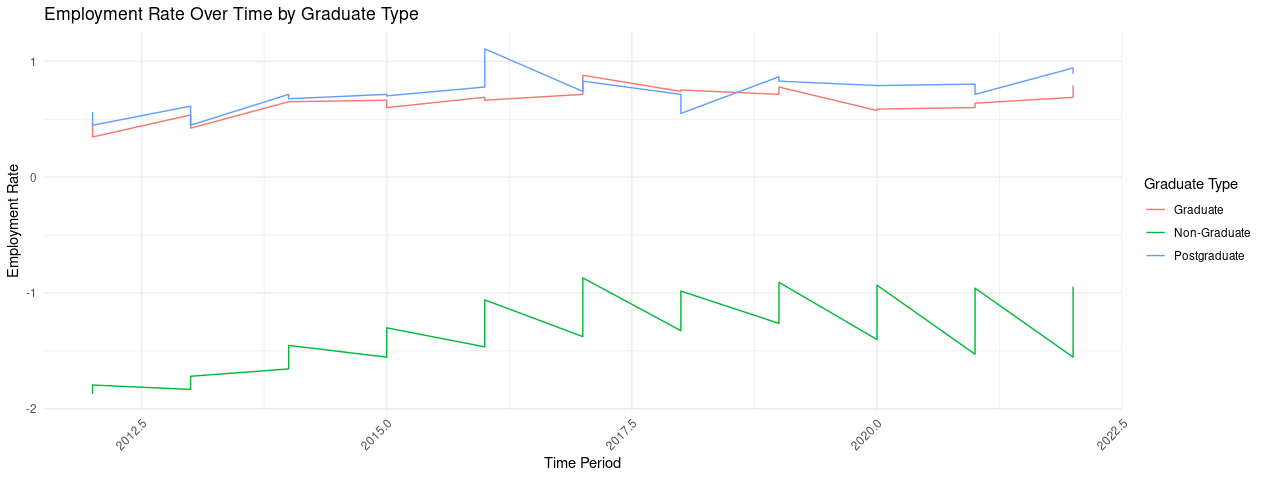 Employment Rate Over Time by Graduate Type
Employment Rate
1
0
-1
-2
2012.5
2015.0
2017.5
2020.0
2022.5
Time Period
Graduate Type
Graduate
Non-Graduate
Postgraduate